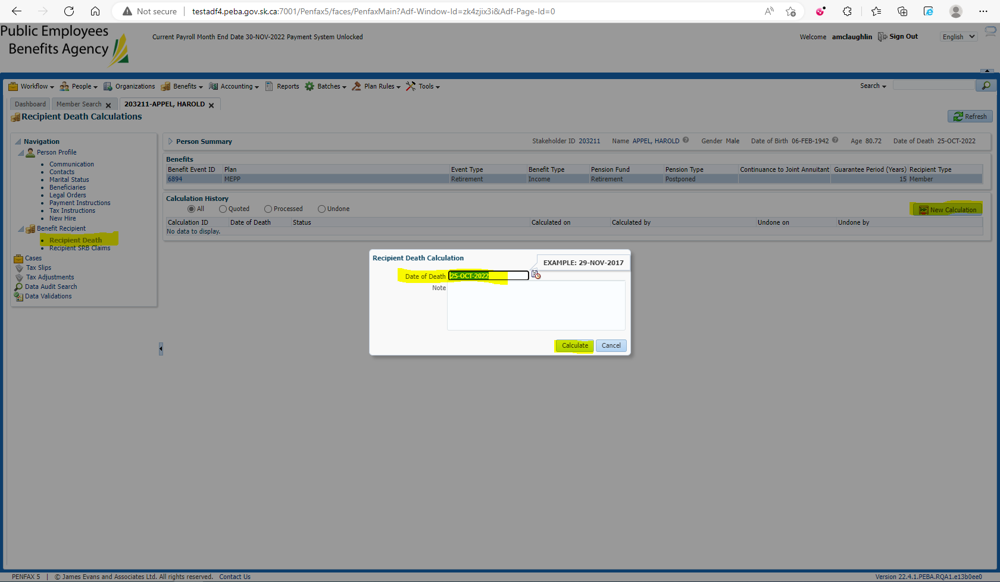 Not secure | testadf4.peba.gov.sk.ca:7001/Penfax5/faces/PenfaxMain?Adf-Window-Id=zk4zjix3i&Adf-Page-Id=0
Public Employees
Benefits Agency
Current Payroll Month End Date 30-NOV-2022 Payment System Unlocked
Welcome amclaughlin Sign Out English
Workflow People Organizations Benefits Accounting Reports Batches Plan Rules Tools Search
Dashboard Member Search 203211-APPEL, HAROLD
Recipient Death Calculations
Refresh
Navigation
Person Profile
Communication
Contacts
Marital Status
Beneficiaries
Legal Orders
Payment Instructions
Tax Instructions
New Hire
Benefit Recipient
Recipient Death
Recipient SRB Claims
Cases
Tax Slips
Tax Adjustments
Data Audit Search
Data Validations
Person Summary Stakeholder ID 203211 Name APPEL, HAROLD Gender Male Date of Birth 06-FEB-1942 Age 80.72 Date of Death 25-OCT-2022
Benefits
Benefit Event ID Plan Event Type Benefit Type Pension Fund Pension Type Continuance to Joint Annuitant Guarantee Period (Years) Recipient Type
6894 MEPP Retirement Income Retirement Postponed 15 Member
Calculation History
All Quoted Processed Undone
New Calculation
Calculation ID Date of Death Status Calculated on Calculated by Undone on Undone by
No data to display.
Recipient Death Calculation
EXAMPLE: 29-NOV-2017
Date of Death 25-OCT-2022
Note
Calculate Cancel
PENFAX 5 | © James Evans and Associates Ltd. All rights reserved. Contact Us
Version 22.4.1.PEBA.RQA1.e13b0ee0